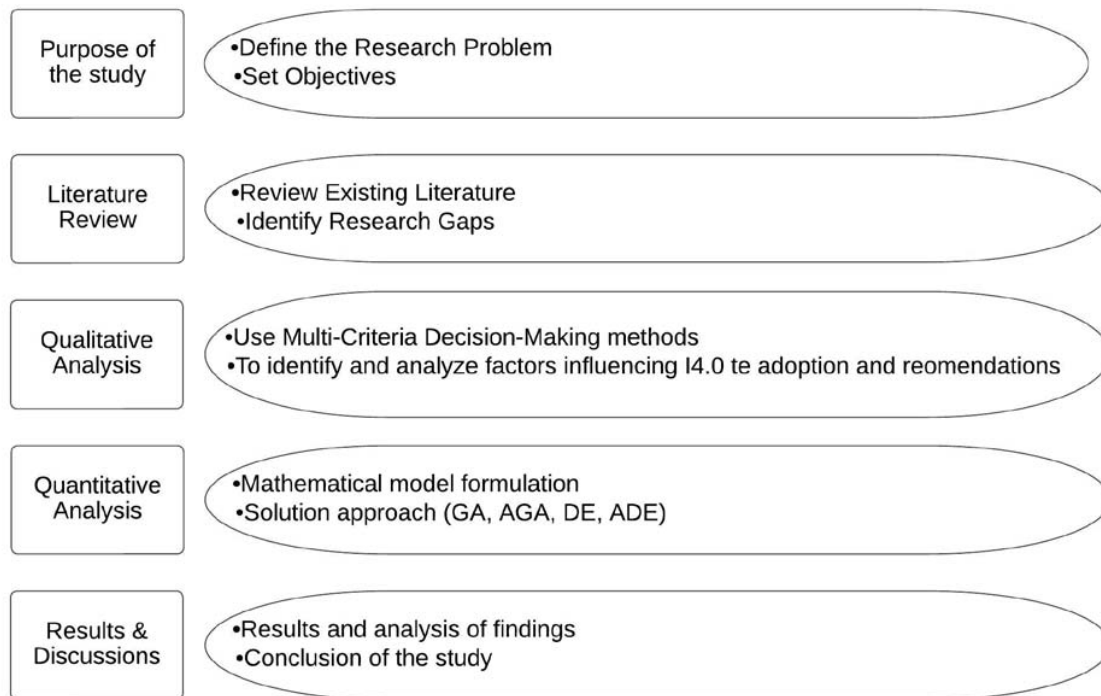 Purpose of
the study
•Define the Research Problem
•Set Objectives
Literature
Review
•Review Existing Literature
•Identify Research Gaps
Qualitative
Analysis
•Use Multi-Criteria Decision-Making methods
•To identify and analyze factors influencing I4.0 te adoption and reomendations
Quantitative
Analysis
•Mathematical model formulation
•Solution approach (GA, AGA, DE, ADE)
Results &
Discussions
•Results and analysis of findings
•Conclusion of the study